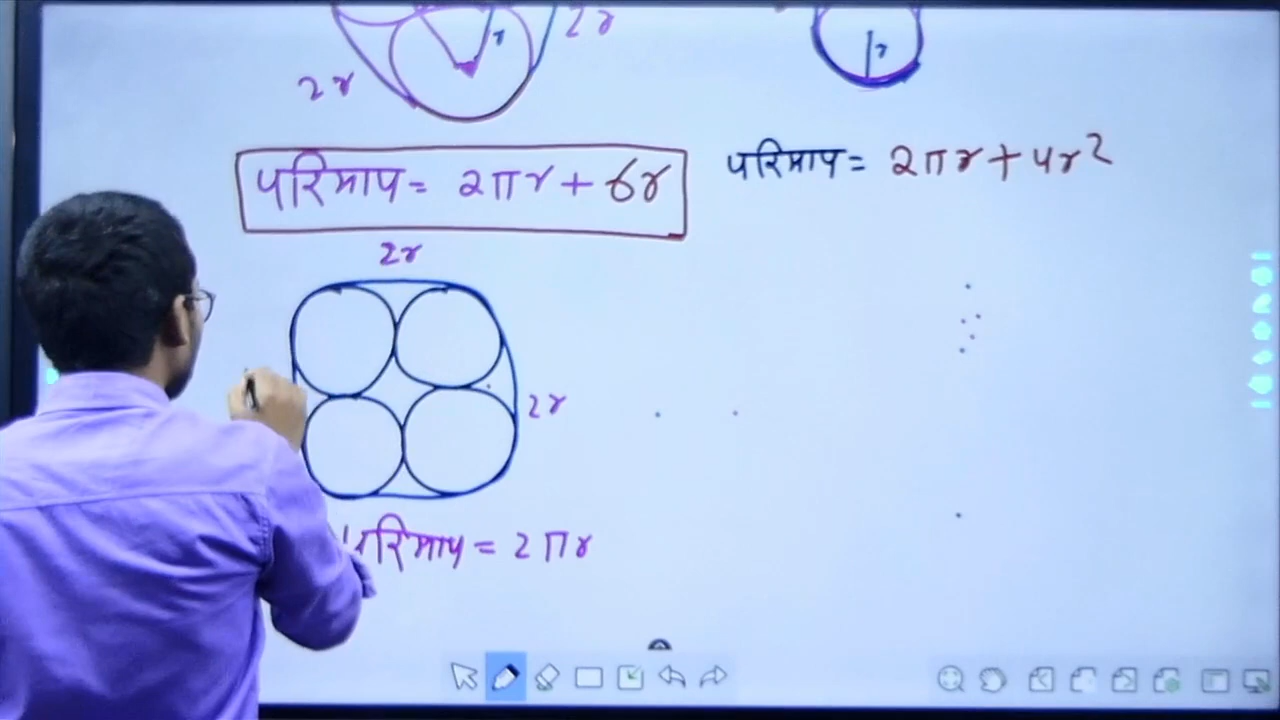 r
2r
r
2r
परिमाप = 2πr + 6r
परिमाप = 2πr + 4r²
2r
2r
परिमाप = 2πr